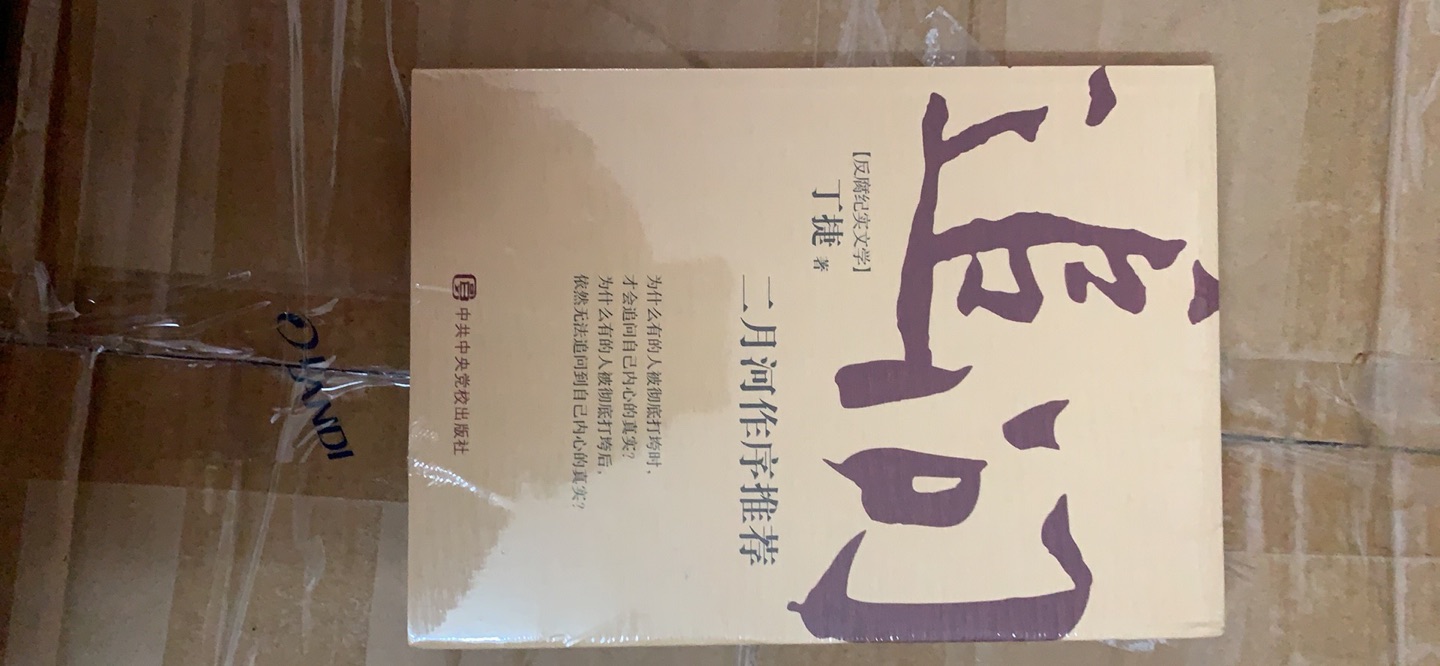 追问
【反腐纪实文学】
丁捷 著
二月河作序推荐
为什么有的人被彻底打垮时,
才会追问自己内心的真实?
为什么有的人被彻底打垮后,
依然无法追问到自己内心的真实?
中共中央党校出版社